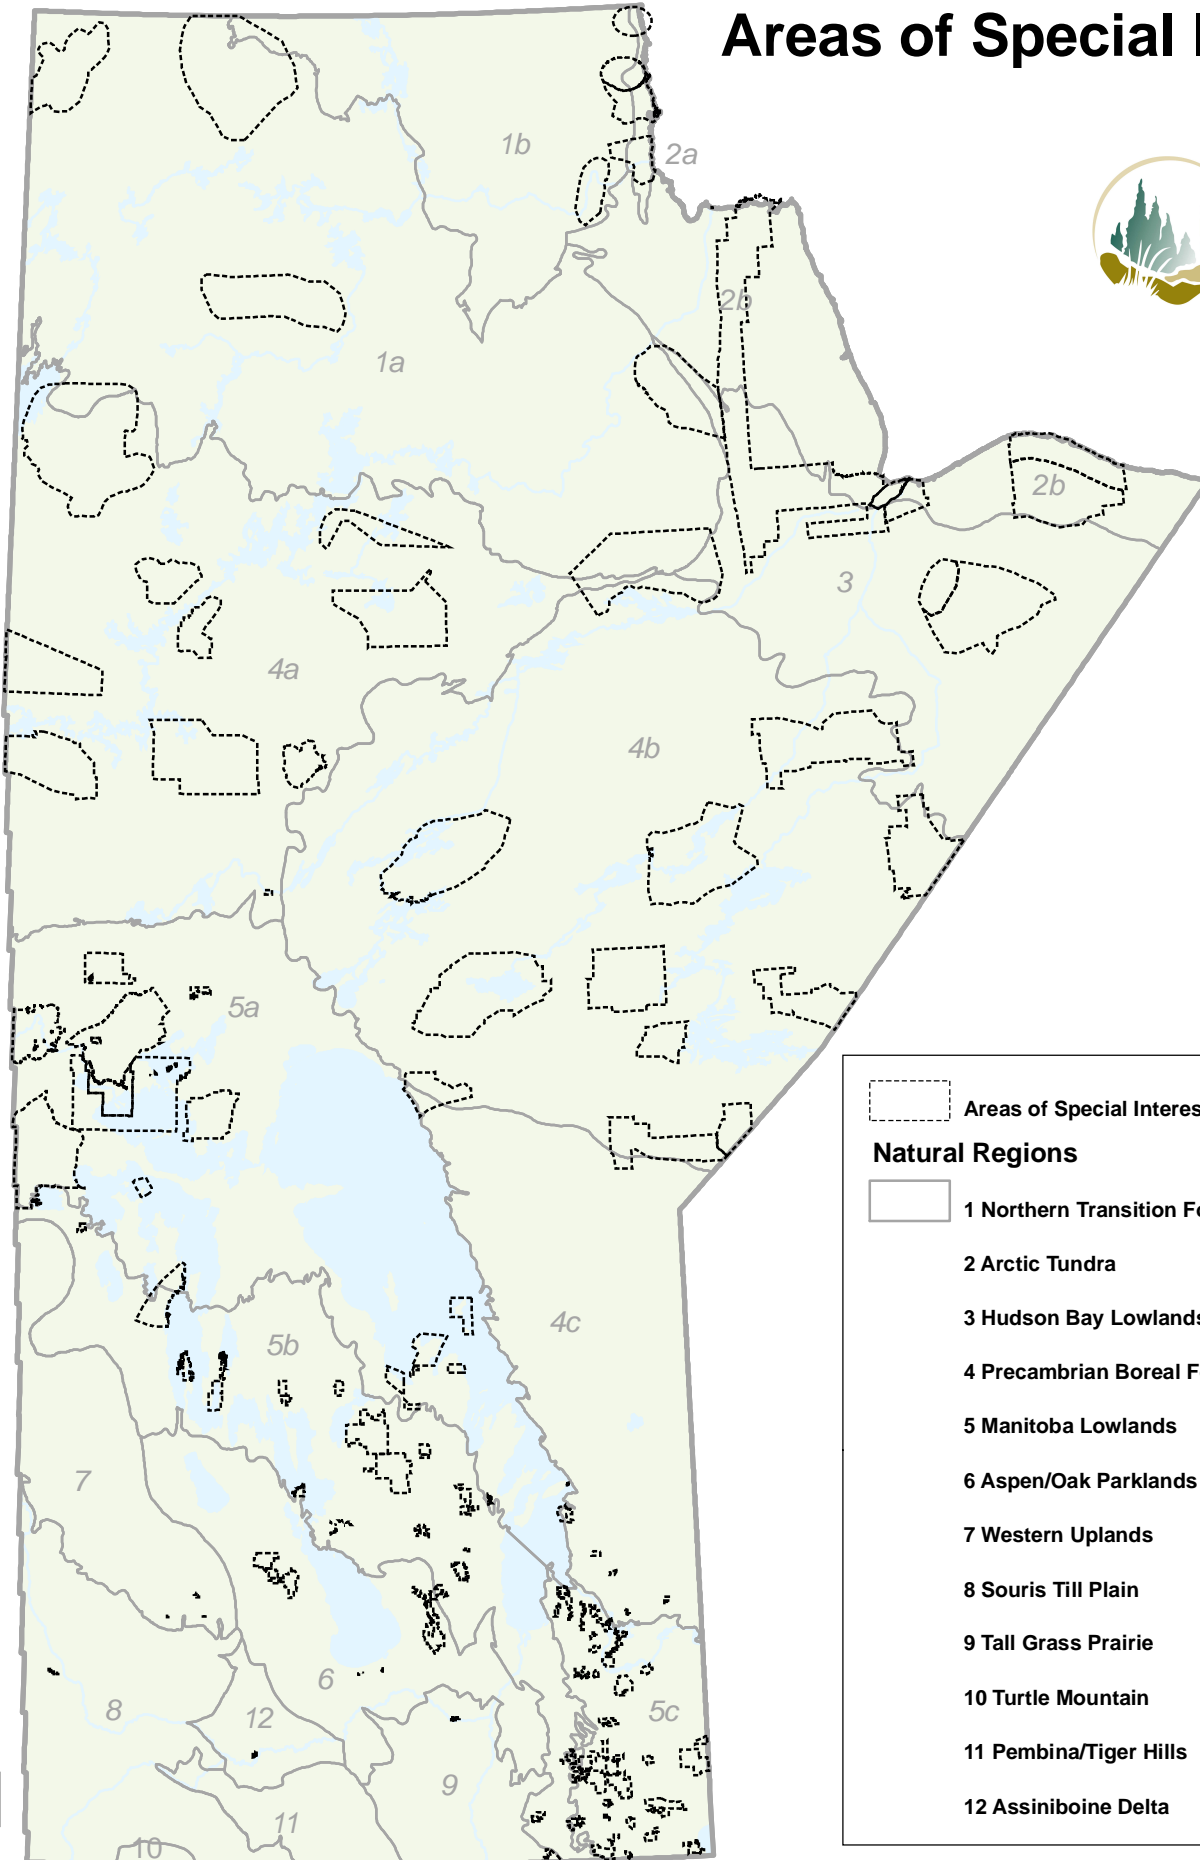 Areas of Special
1b
2a
2b
1a
2b
3
4a
4b
5a
4c
5b
7
6
8
12
5c
9
11
10
Areas of Special Interes
Natural Regions
1 Northern Transition Fo
2 Arctic Tundra
3 Hudson Bay Lowlands
4 Precambrian Boreal F
5 Manitoba Lowlands
6 Aspen/Oak Parklands
7 Western Uplands
8 Souris Till Plain
9 Tall Grass Prairie
10 Turtle Mountain
11 Pembina/Tiger Hills
12 Assiniboine Delta